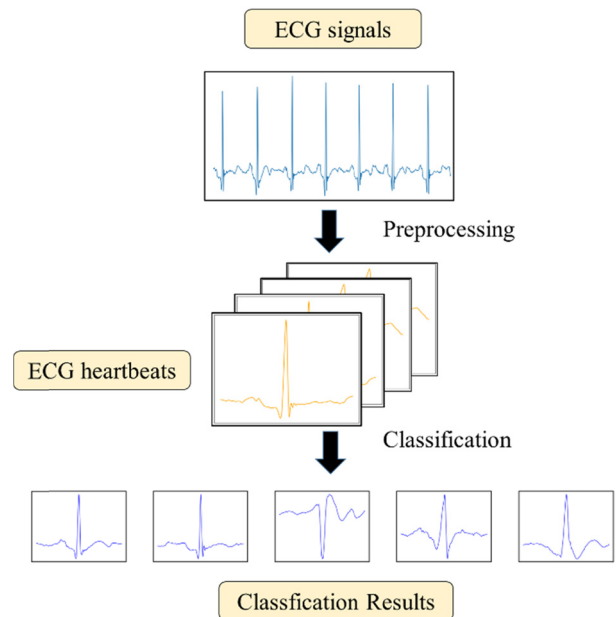 ECG signals
Preprocessing
ECG heartbeats
Classification
Classfication Results